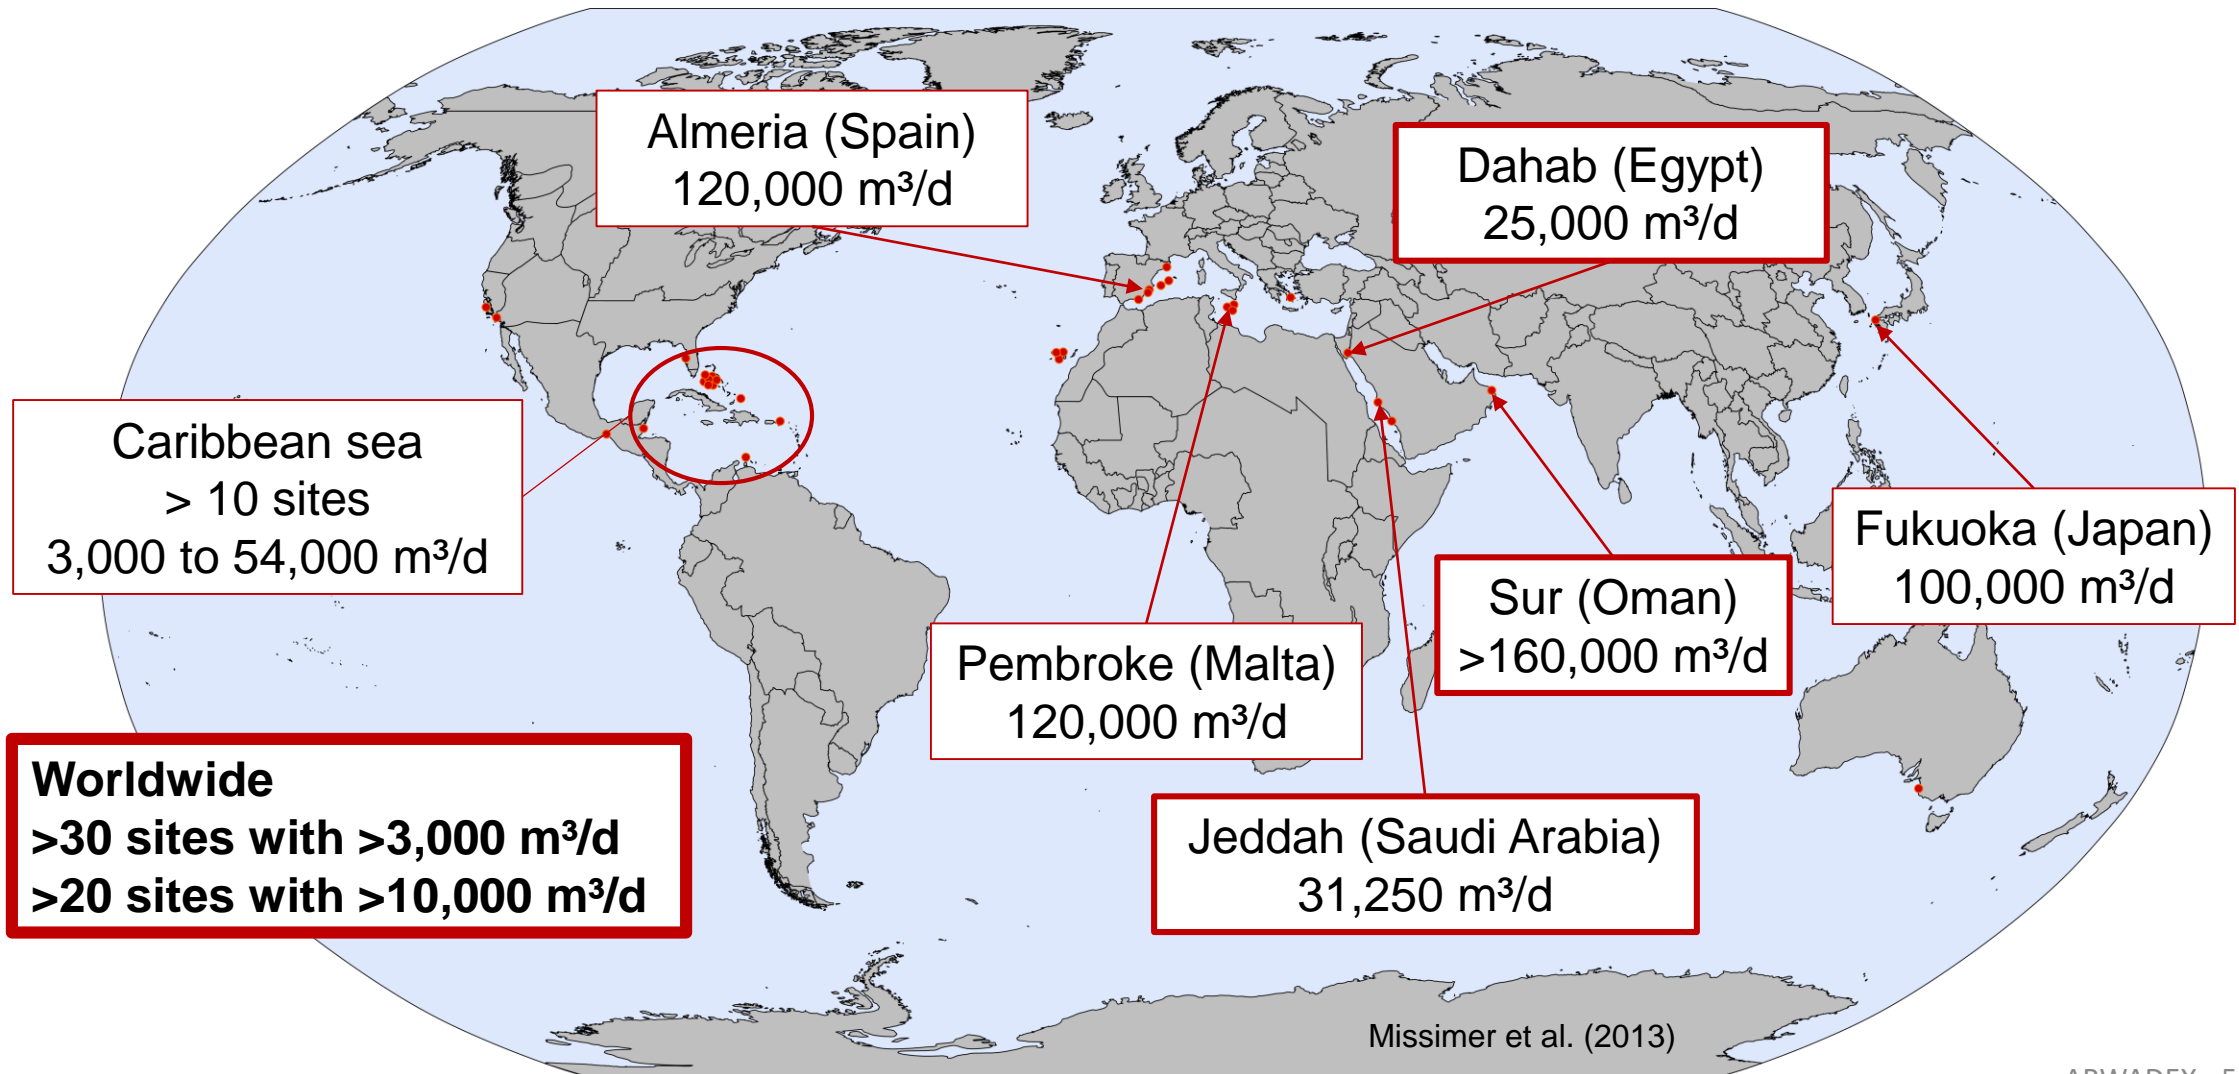 Almeria (Spain)
120,000 m³/d
Dahab (Egypt)
25,000 m³/d
Caribbean sea
> 10 sites
3,000 to 54,000 m³/d
Fukuoka (Japan)
100,000 m³/d
Sur (Oman)
>160,000 m³/d
Pembroke (Malta)
120,000 m³/d
Worldwide
>30 sites with >3,000 m³/d
>20 sites with >10,000 m³/d
Jeddah (Saudi Arabia)
31,250 m³/d
Missimer et al. (2013)